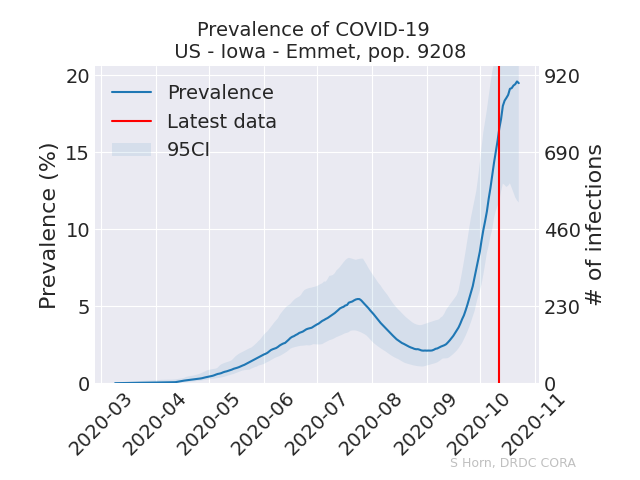 Prevalence of COVID-19
US - Iowa - Emmet, pop. 9208
Prevalence
Latest data
95CI
Prevalence (%)
20
15
10
5
0
# of infections
920
690
460
230
0
2020-03
2020-04
2020-05
2020-06
2020-07
2020-08
2020-09
2020-10
2020-11
S Horn, DRDC CORA